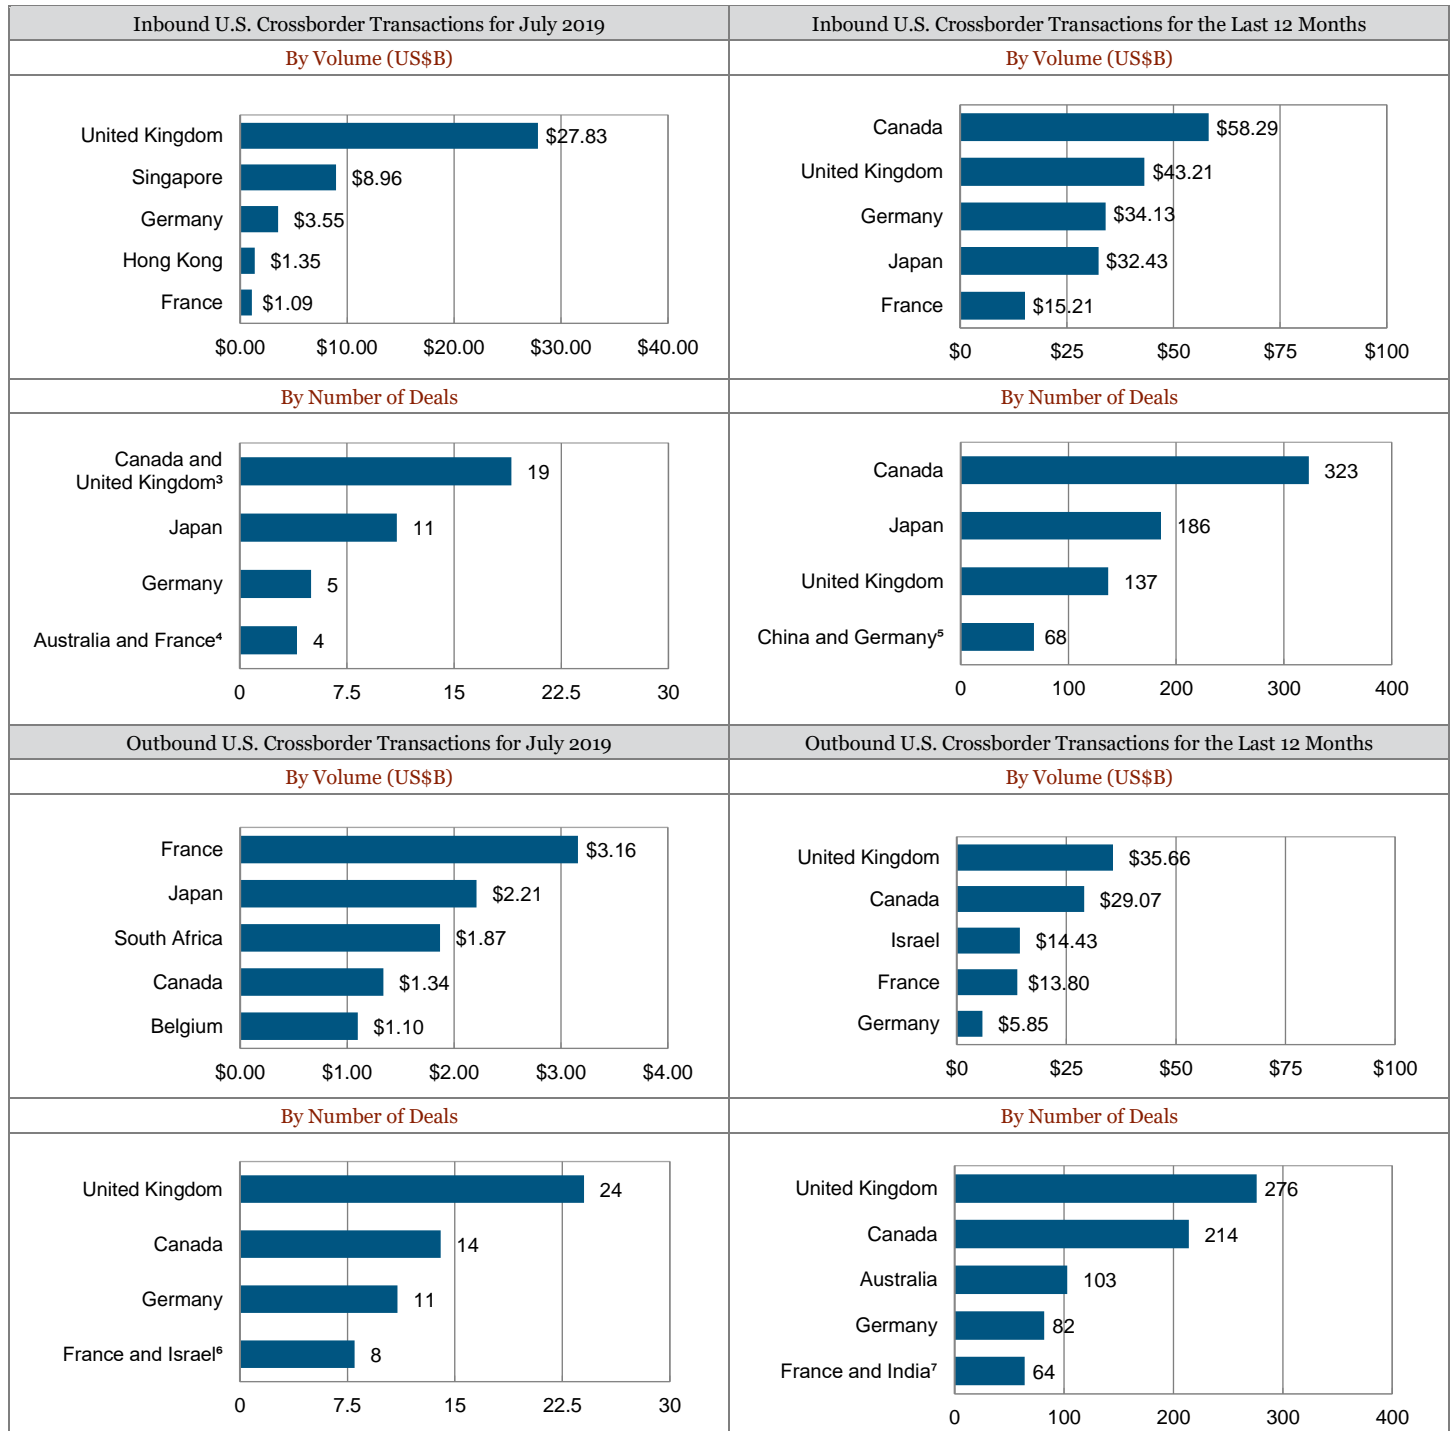 Inbound U.S. Crossborder Transactions for July 2019
By Volume (US$B)
United Kingdom $27.83
Singapore $8.96
Germany $3.55
Hong Kong $1.35
France $1.09
$0.00 $10.00 $20.00 $30.00 $40.00
Inbound U.S. Crossborder Transactions for the Last 12 Months
By Volume (US$B)
Canada $58.29
United Kingdom $43.21
Germany $34.13
Japan $32.43
France $15.21
$0 $25 $50 $75 $100
By Number of Deals
Canada and
United Kingdom³ 19
Japan 11
Germany 5
Australia and France⁴ 4
0 7.5 15 22.5 30
By Number of Deals
Canada 323
Japan 186
United Kingdom 137
China and Germany⁵ 68
0 100 200 300 400
Outbound U.S. Crossborder Transactions for July 2019
By Volume (US$B)
France $3.16
Japan $2.21
South Africa $1.87
Canada $1.34
Belgium $1.10
$0.00 $1.00 $2.00 $3.00 $4.00
Outbound U.S. Crossborder Transactions for the Last 12 Months
By Volume (US$B)
United Kingdom $35.66
Canada $29.07
Israel $14.43
France $13.80
Germany $5.85
$0 $25 $50 $75 $100
By Number of Deals
United Kingdom 24
Canada 14
Germany 11
France and Israel⁶ 8
0 7.5 15 22.5 30
By Number of Deals
United Kingdom 276
Canada 214
Australia 103
Germany 82
France and India⁷ 64
0 100 200 300 400